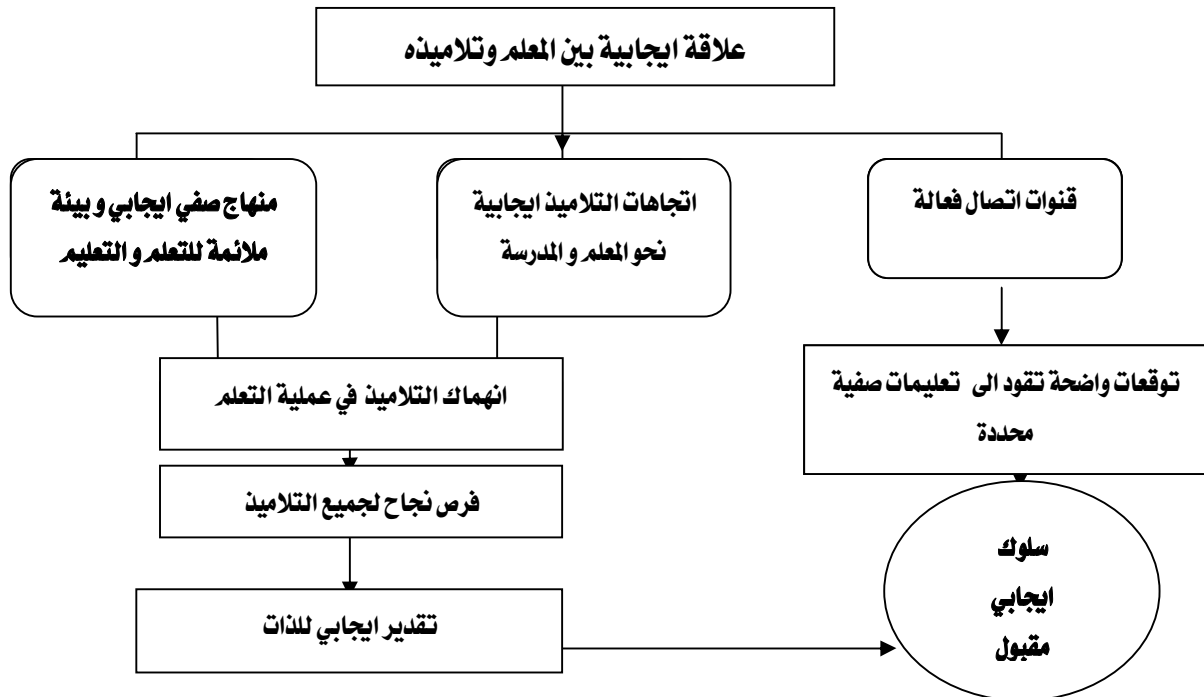 علاقة ايجابية بين المعلم وتلاميذه
قنوات اتصال فعالة
اتجاهات التلاميذ ايجابية
نحو المعلم و المدرسة
منهاج صفي ايجابي و بيئة
ملائمة للتعلم و التعليم
توقعات واضحة تقود الى تعليمات صفية
محددة
انهماك التلاميذ في عملية التعلم
فرص نجاح لجميع التلاميذ
تقدير ايجابي للذات
سلوك
ايجابي
مقبول